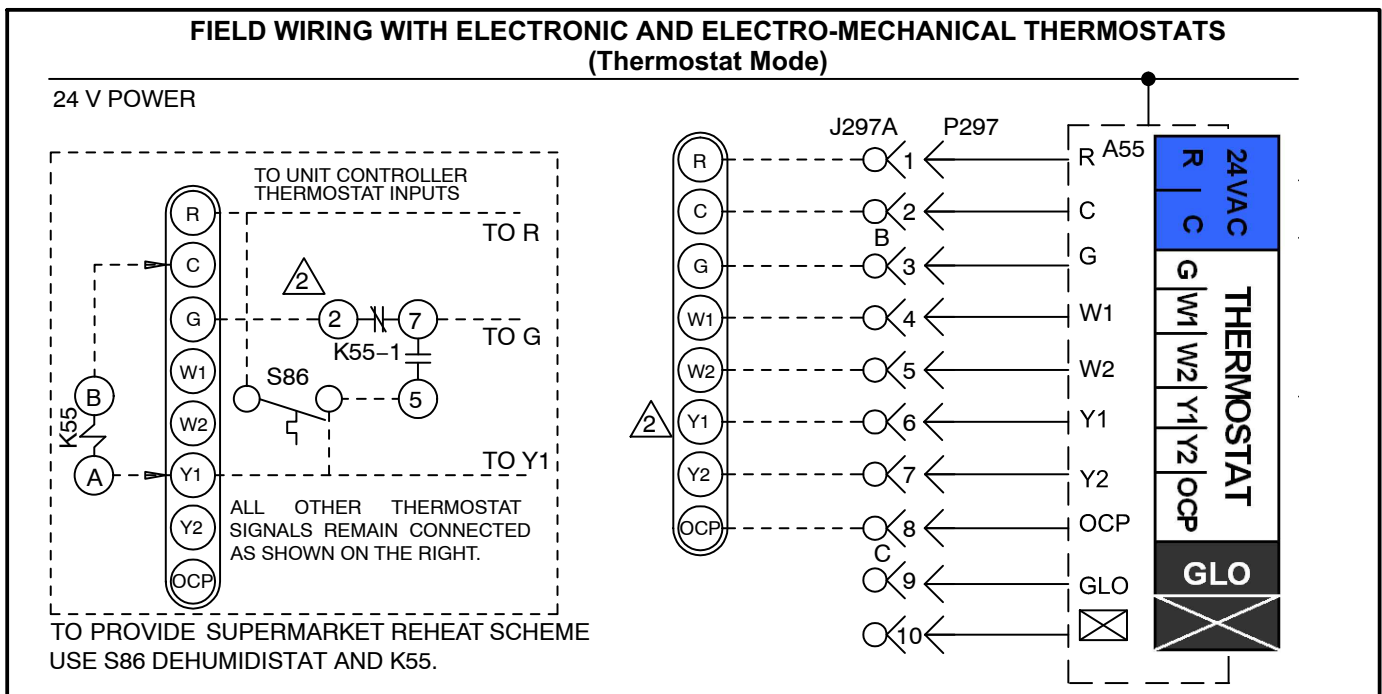 FIELD WIRING WITH ELECTRONIC AND ELECTRO-MECHANICAL THERMOSTATS
(Thermostat Mode)
24 V POWER
TO UNIT CONTROLLER
THERMOSTAT INPUTS
R
TO R
C
2
G
2
7
TO G
K55-1
W1
S86
B
5
K55
W2
A
Y1
TO Y1
Y2
ALL OTHER THERMOSTAT
SIGNALS REMAIN CONNECTED
AS SHOWN ON THE RIGHT.
OCP
TO PROVIDE SUPERMARKET REHEAT SCHEME
USE S86 DEHUMIDISTAT AND K55.
J297A P297
R 1 R A55
C 2 C
B
G 3 G
W1 4 W1
W2 5 W2
2 Y1 6 Y1
Y2 7 Y2
OCP 8 OCP
C
9 GLO
10
R C
24VAC
G W1 W2 Y1 Y2 OCP
THERMOSTAT
GLO